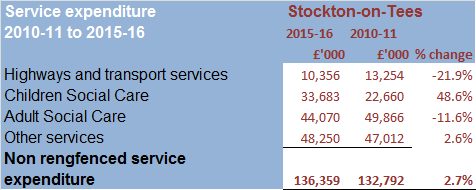 Service expenditure Stockton-on-Tees
2010-11 to 2015-16 2015-16 2010-11
£'000 £'000 % change
Highways and transport services 10,356 13,254 -21.9%
Children Social Care 33,683 22,660 48.6%
Adult Social Care 44,070 49,866 -11.6%
Other services 48,250 47,012 2.6%
Non rengfenced service
expenditure 136,359 132,792 2.7%